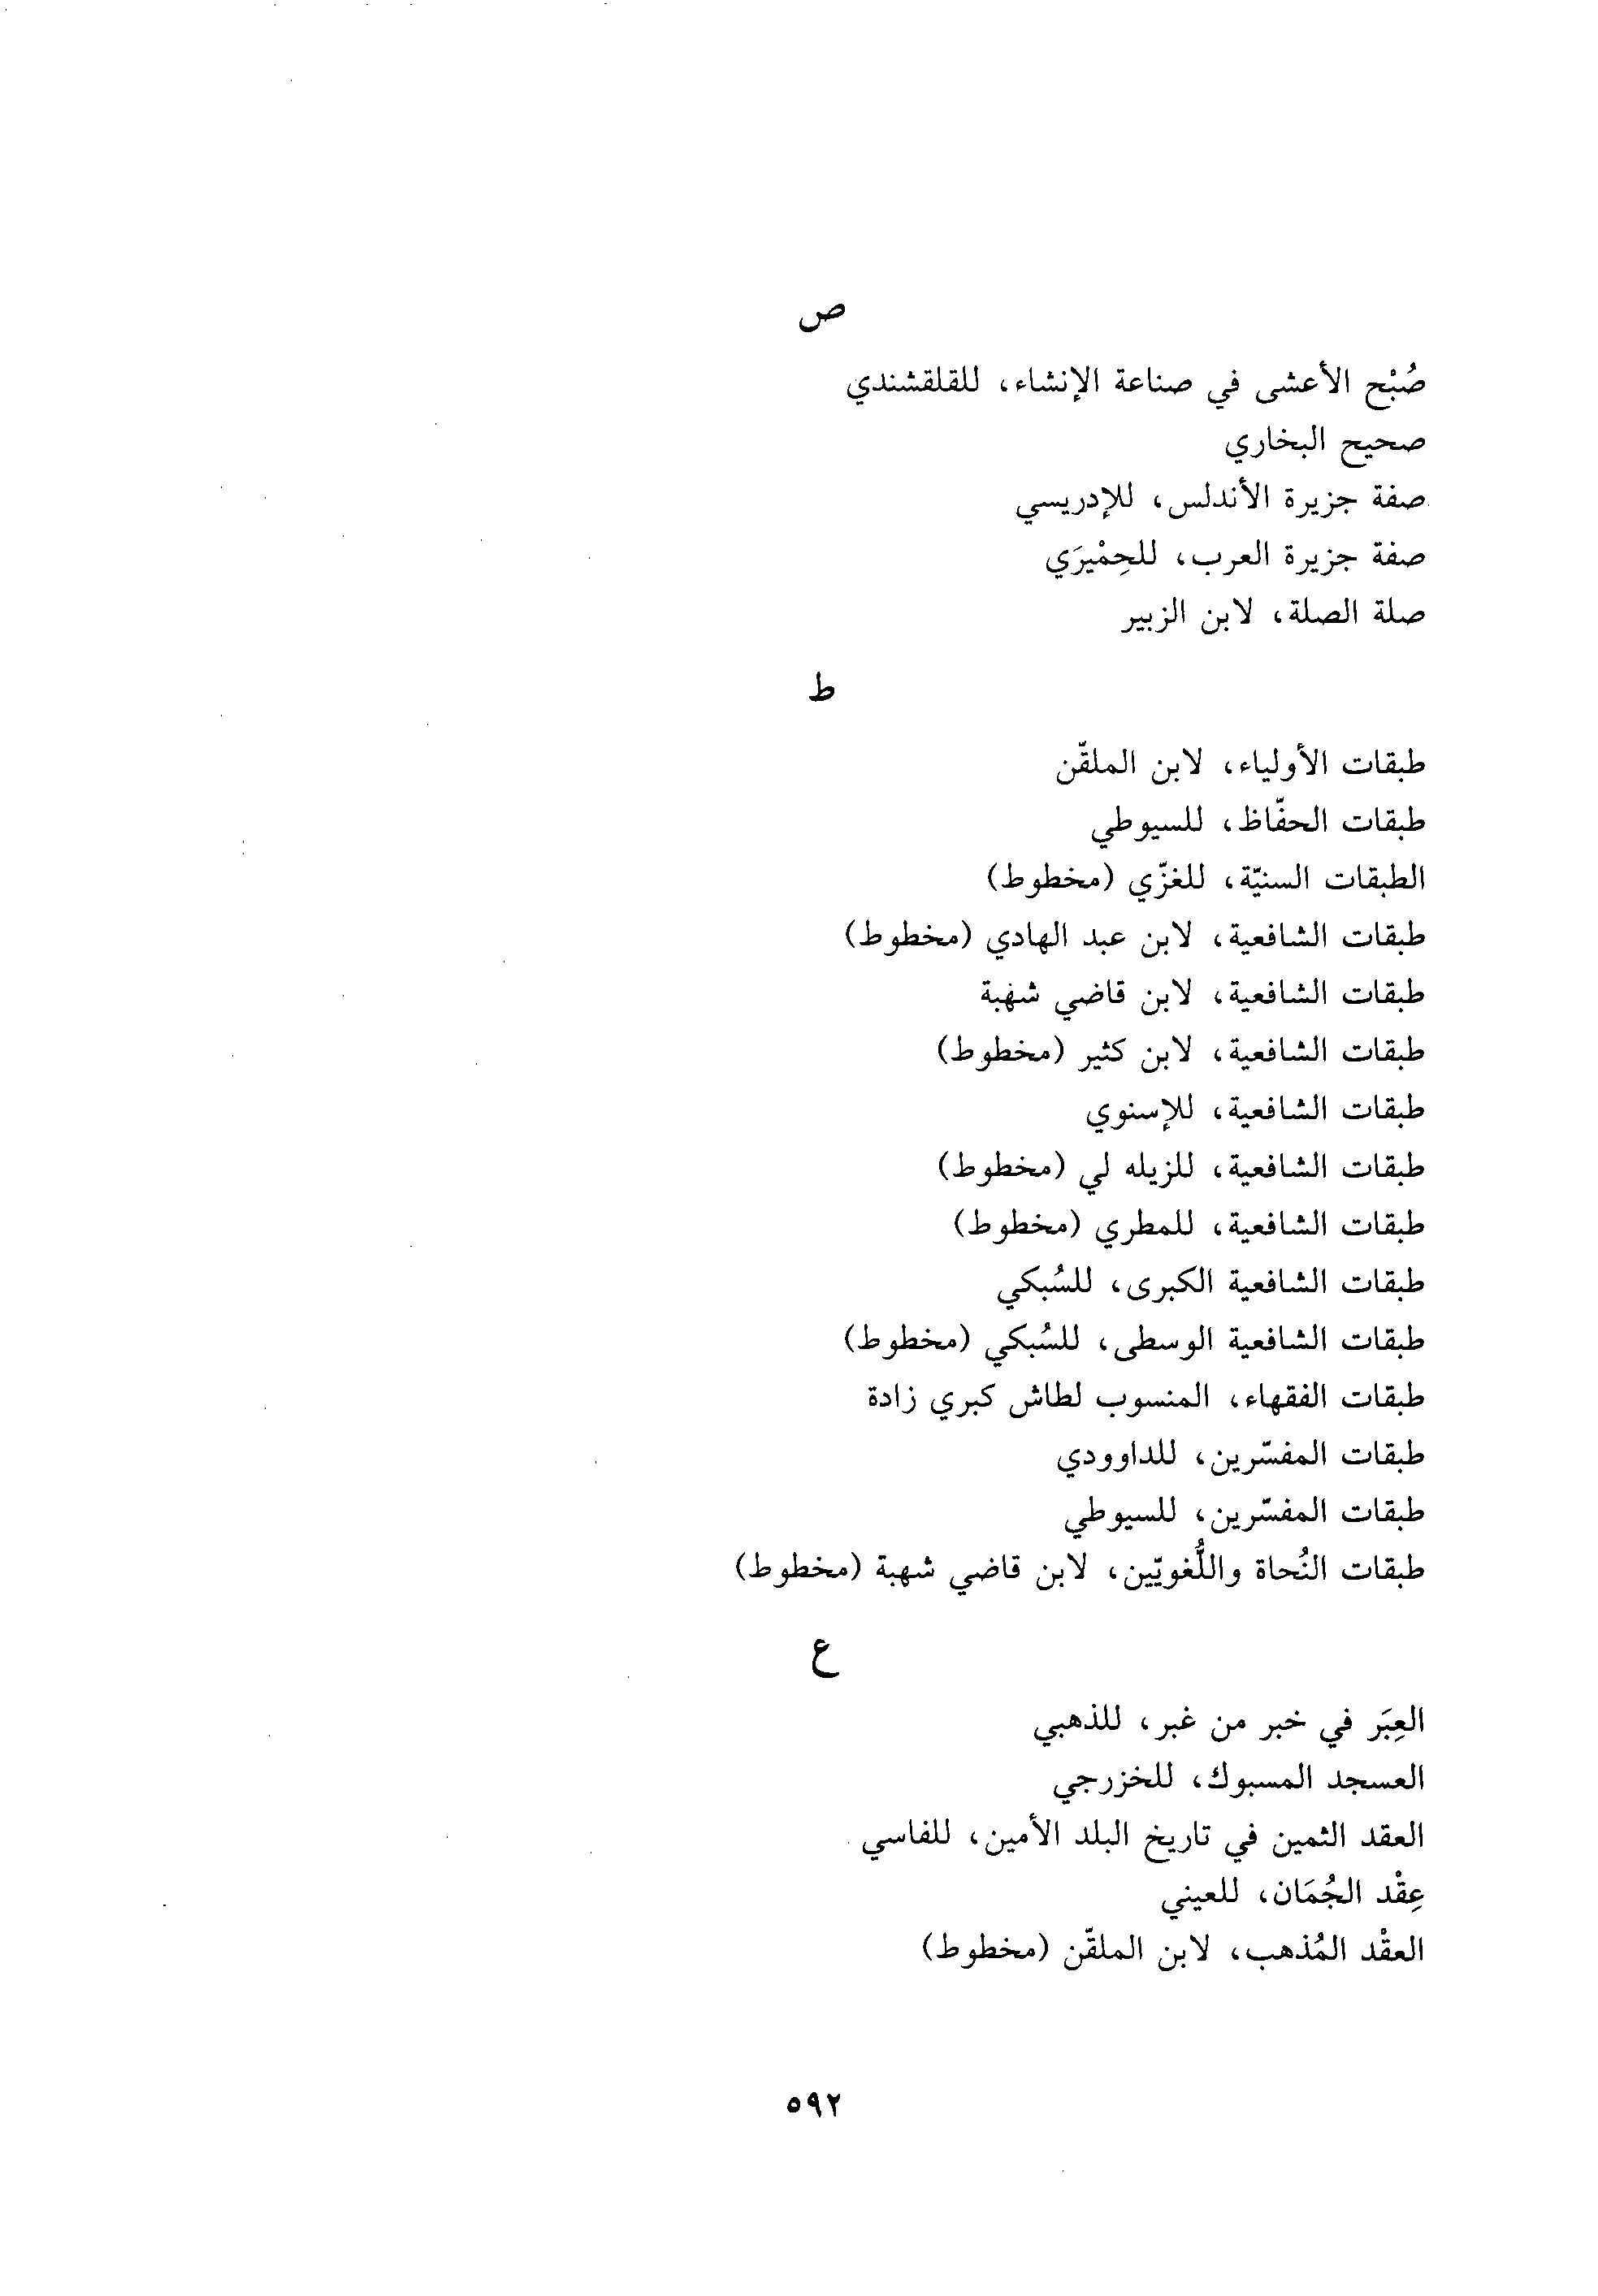 ص
صُبْح الأعشى في صناعة الإنشاء، للقلقشندي
صحيح البخاري
صفة جزيرة الأندلس، للإدريسي
صفة جزيرة العرب، للحِمْيرَي
صلة الصلة، لابن الزبير
ط
طبقات الأولياء، لابن الملقّن
طبقات الحفّاظ، للسيوطي
الطبقات السنيّة، للغزّي (مخطوط)
طبقات الشافعية، لابن عبد الهادي (مخطوط)
طبقات الشافعية، لابن قاضي شهبة
طبقات الشافعية، لابن كثير (مخطوط)
طبقات الشافعية، للإسنوي
طبقات الشافعية، للزيله لي (مخطوط)
طبقات الشافعية، للمطري (مخطوط)
طبقات الشافعية الكبرى، للسُبكي
طبقات الشافعية الوسطى، للسُبكي (مخطوط)
طبقات الفقهاء، المنسوب لطاش كبري زادة
طبقات المفسّرين، للداوودي
طبقات المفسّرين، للسيوطي
طبقات النُحاة واللُّغويّين، لابن قاضي شهبة (مخطوط)
ع
العِبَر في خبر من غبر، للذهبي
العسجد المسبوك، للخزرجي
العقد الثمين في تاريخ البلد الأمين، للفاسي
عِقْد الجُمَان، للعيني
العقْد المُذهب، لابن الملقّن (مخطوط)
٥٩٢